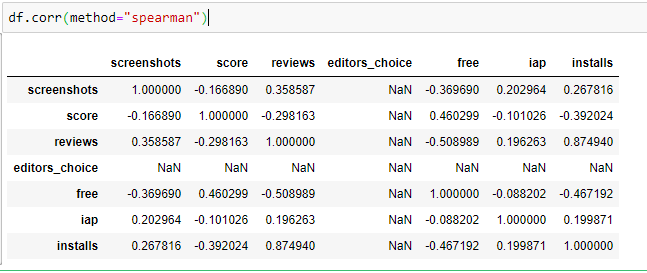 df.corr(method="spearman")
screenshots score reviews editors_choice free iap installs
screenshots 1.000000 -0.166890 0.358587 NaN -0.369690 0.202964 0.267816
score -0.166890 1.000000 -0.298163 NaN 0.460299 -0.101026 -0.392024
reviews 0.358587 -0.298163 1.000000 NaN -0.508989 0.196263 0.874940
editors_choice NaN NaN NaN NaN NaN NaN NaN
free -0.369690 0.460299 -0.508989 NaN 1.000000 -0.088202 -0.467192
iap 0.202964 -0.101026 0.196263 NaN -0.088202 1.000000 0.199871
installs 0.267816 -0.392024 0.874940 NaN -0.467192 0.199871 1.000000